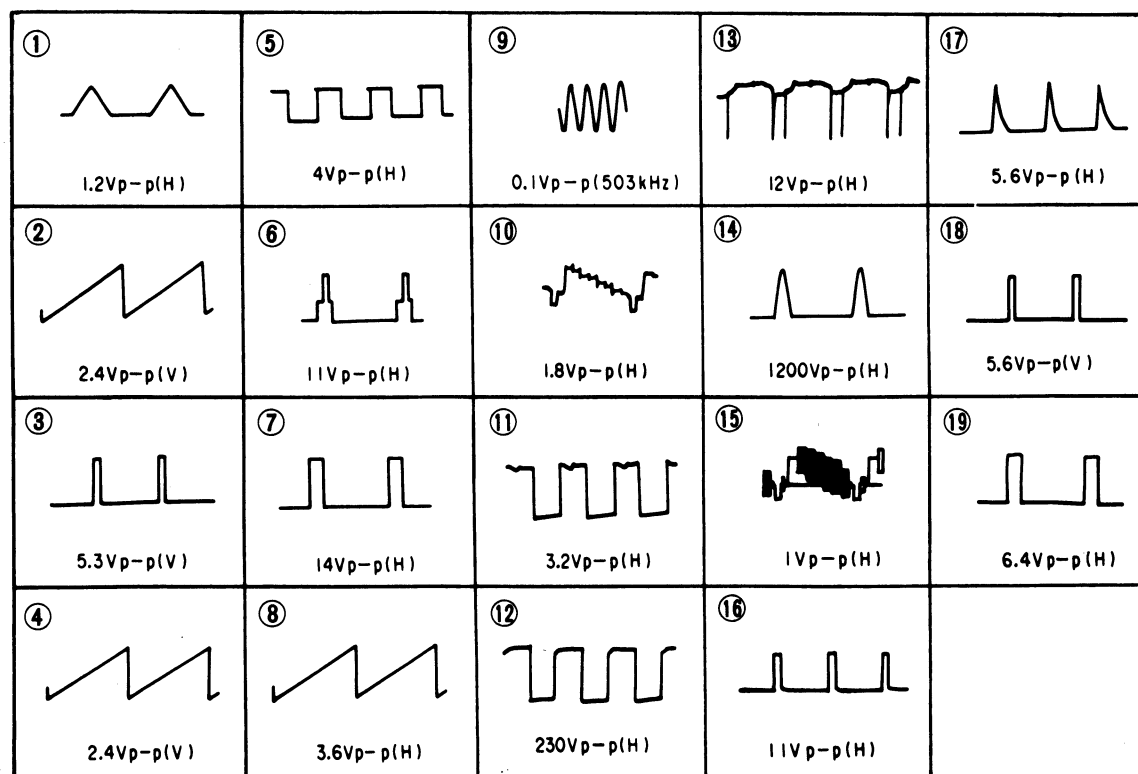 ① ⑤ ⑨ ⑬ ⑰
1.2Vp-p(H) 4Vp-p(H) 0.1Vp-p(503kHz) 12Vp-p(H) 5.6Vp-p(H)
② ⑥ ⑩ ⑭ ⑱
2.4Vp-p(V) 11Vp-p(H) 1.8Vp-p(H) 1200Vp-p(H) 5.6Vp-p(V)
③ ⑦ ⑪ ⑮ ⑲
5.3Vp-p(V) 14Vp-p(H) 3.2Vp-p(H) 1Vp-p(H) 6.4Vp-p(H)
④ ⑧ ⑫ ⑯
2.4Vp-p(V) 3.6Vp-p(H) 230Vp-p(H) 11Vp-p(H)